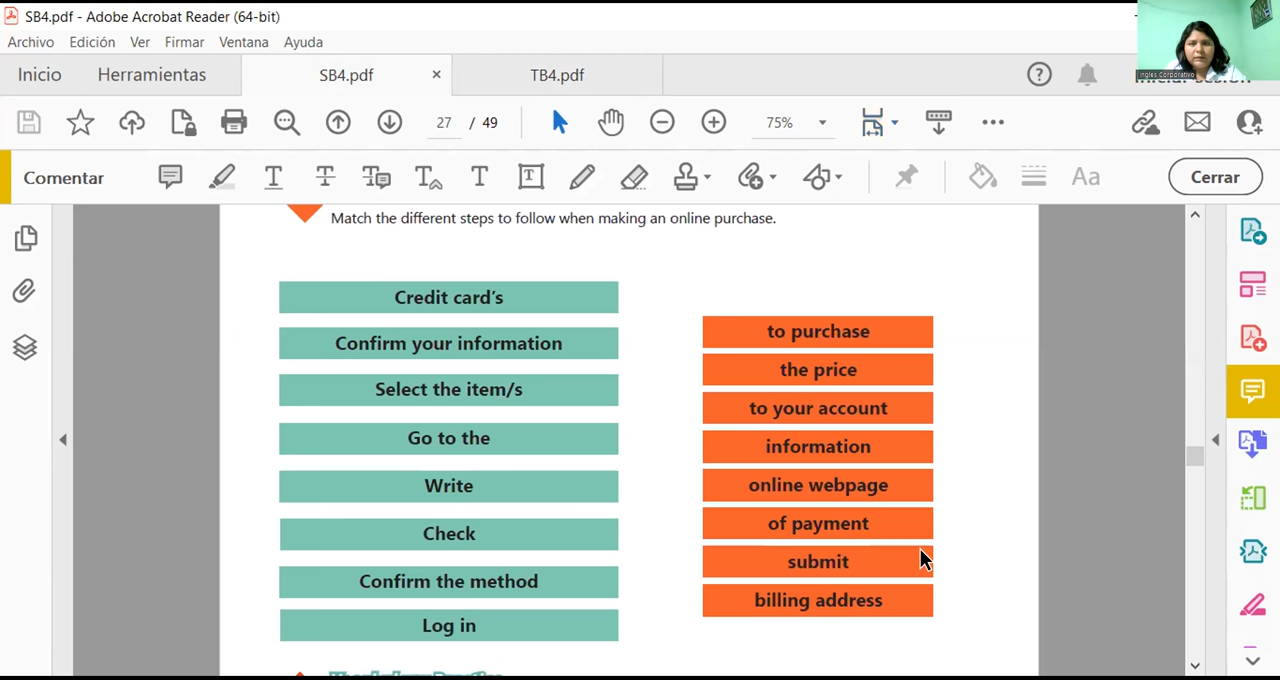 SB4.pdf - Adobe Acrobat Reader (64-bit)
Archivo Edición Ver Firmar Ventana Ayuda
Inicio Herramientas SB4.pdf × TB4.pdf
27 / 49 75%
Comentar Cerrar
Ingles Corporativo
Match the different steps to follow when making an online purchase.
Credit card's
Confirm your information
Select the item/s
Go to the
Write
Check
Confirm the method
Log in
to purchase
the price
to your account
information
online webpage
of payment
submit
billing address